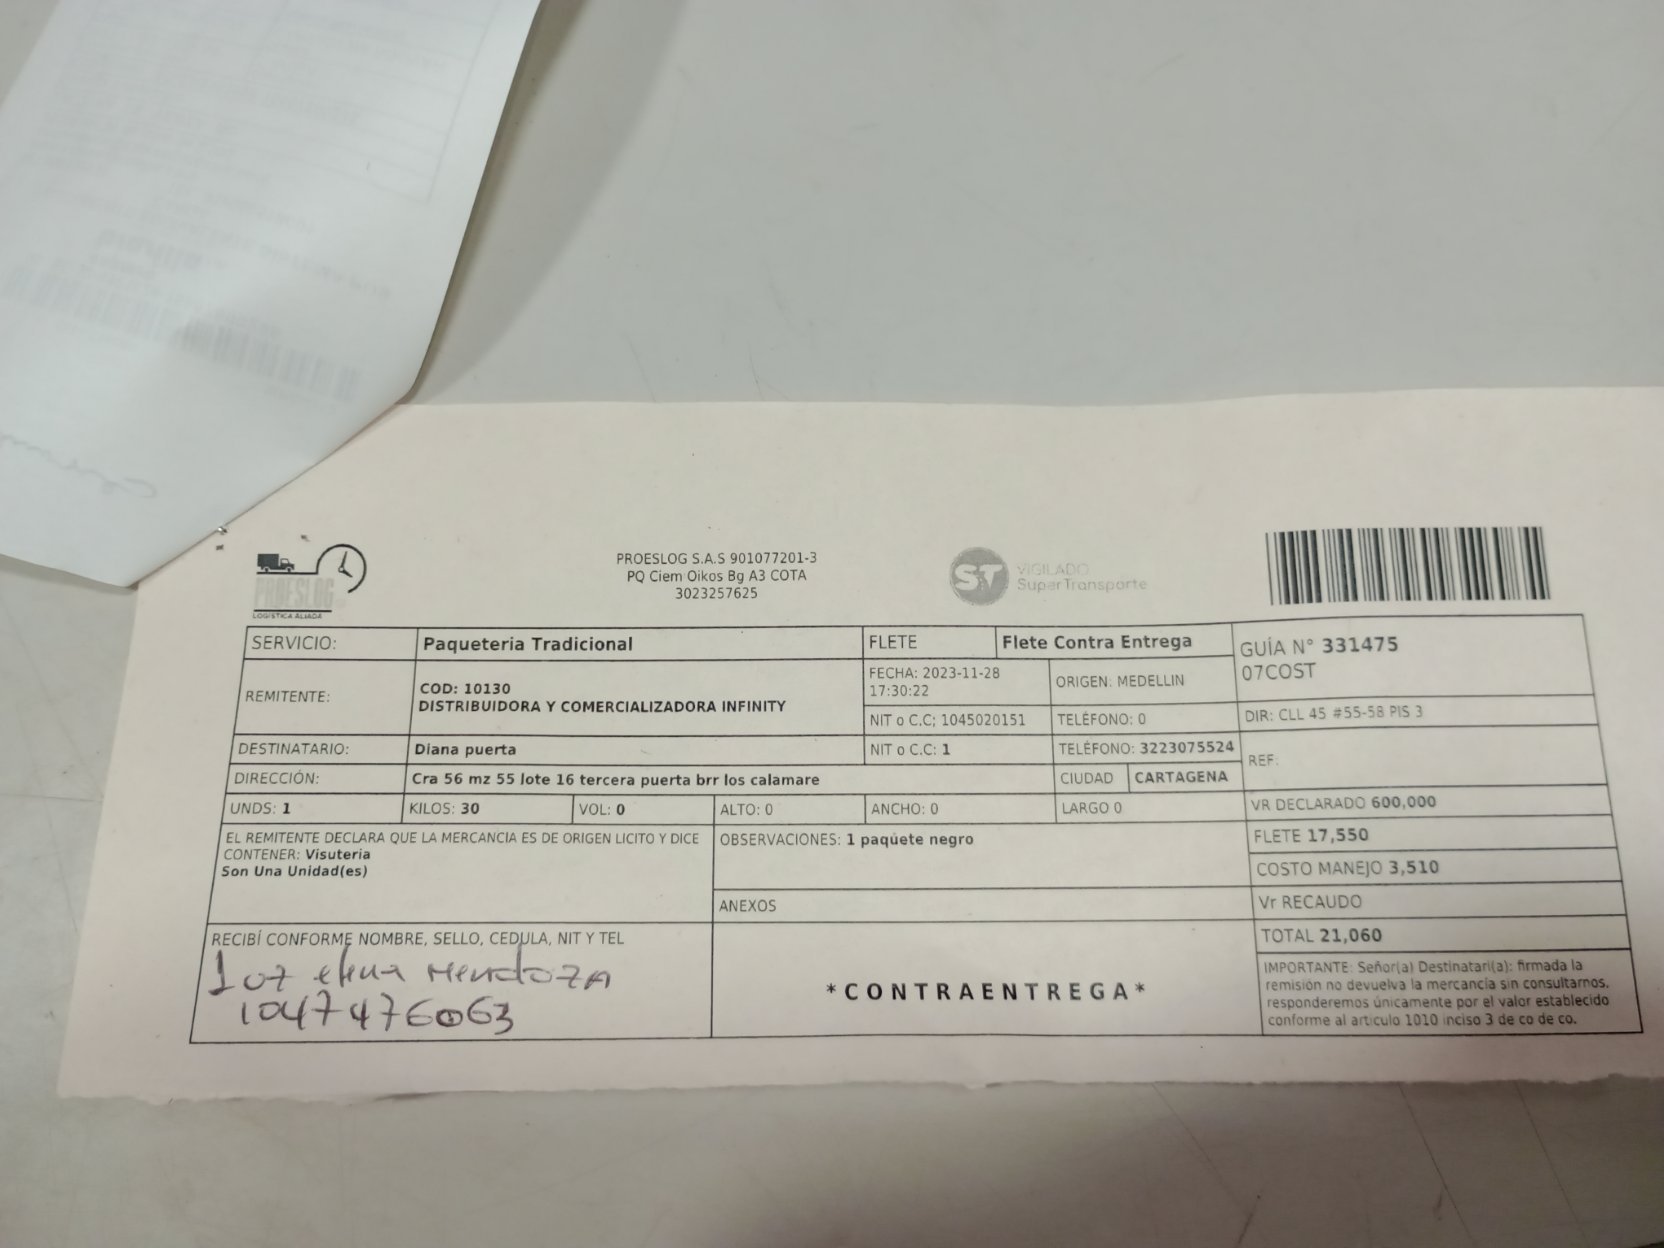 PROESLOG
LOGÍSTICA ALIADA
PROESLOG S.A.S 901077201-3
PQ Ciem Oikos Bg A3 COTA
3023257625
ST VIGILADO
SuperTransporte
SERVICIO: Paqueteria Tradicional FLETE Flete Contra Entrega
GUÍA N° 331475
07COST
REMITENTE: COD: 10130
DISTRIBUIDORA Y COMERCIALIZADORA INFINITY
FECHA: 2023-11-28
17:30:22
ORIGEN: MEDELLIN
NIT o C.C; 1045020151 TELÉFONO: 0 DIR: CLL 45 #55-58 PIS 3
DESTINATARIO: Diana puerta NIT o C.C: 1 TELÉFONO: 3223075524
REF:
DIRECCIÓN: Cra 56 mz 55 lote 16 tercera puerta brr los calamare CIUDAD CARTAGENA
UNDS: 1 KILOS: 30 VOL: 0 ALTO: 0 ANCHO: 0 LARGO 0 VR DECLARADO 600,000
EL REMITENTE DECLARA QUE LA MERCANCIA ES DE ORIGEN LICITO Y DICE
CONTENER: Visuteria
Son Una Unidad(es)
OBSERVACIONES: 1 paquete negro
FLETE 17,550
COSTO MANEJO 3,510
ANEXOS
Vr RECAUDO
TOTAL 21,060
RECIBÍ CONFORME NOMBRE, SELLO, CEDULA, NIT Y TEL
elena MendozA
1047476063
*CONTRAENTREGA*
IMPORTANTE: Señor(a) Destinatari(a): firmada la
remisión no devuelva la mercancia sin consultarnos,
responderemos únicamente por el valor establecido
conforme al articulo 1010 inciso 3 de co de co.